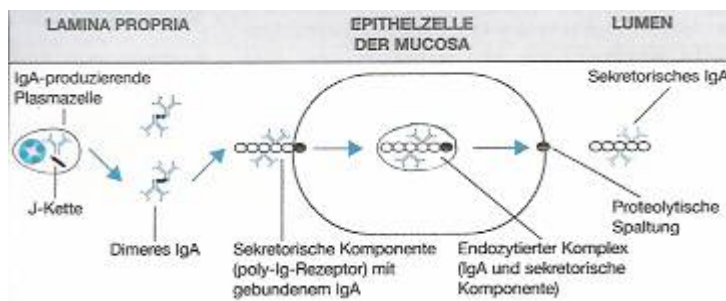 LAMINA PROPRIA
EPITHELZELLE
DER MUCOSA
LUMEN
IgA-produzierende
Plasmazelle
Sekretorisches IgA
J-Kette
Dimeres IgA
Sekretorische Komponente
(poly-Ig-Rezeptor) mit
gebundenem IgA
Endozytierter Komplex
(IgA und sekretorische
Komponente)
Proteolytische
Spaltung